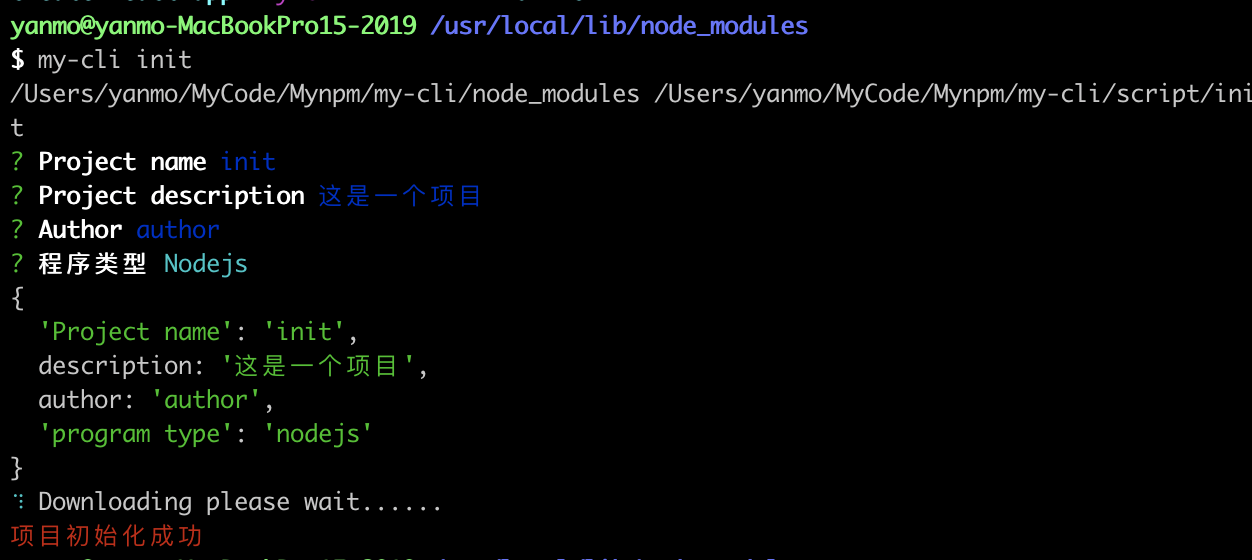 yanmo@yanmo-MacBookPro15-2019 /usr/local/lib/node_modules
$ my-cli init
/Users/yanmo/MyCode/Mynpm/my-cli/node_modules /Users/yanmo/MyCode/Mynpm/my-cli/script/ini
t
? Project name init
? Project description 这是一个项目
? Author author
? 程序类型 Nodejs
{
  'Project name': 'init',
  description: '这是一个项目',
  author: 'author',
  'program type': 'nodejs'
}
⠹ Downloading please wait......
项目初始化成功